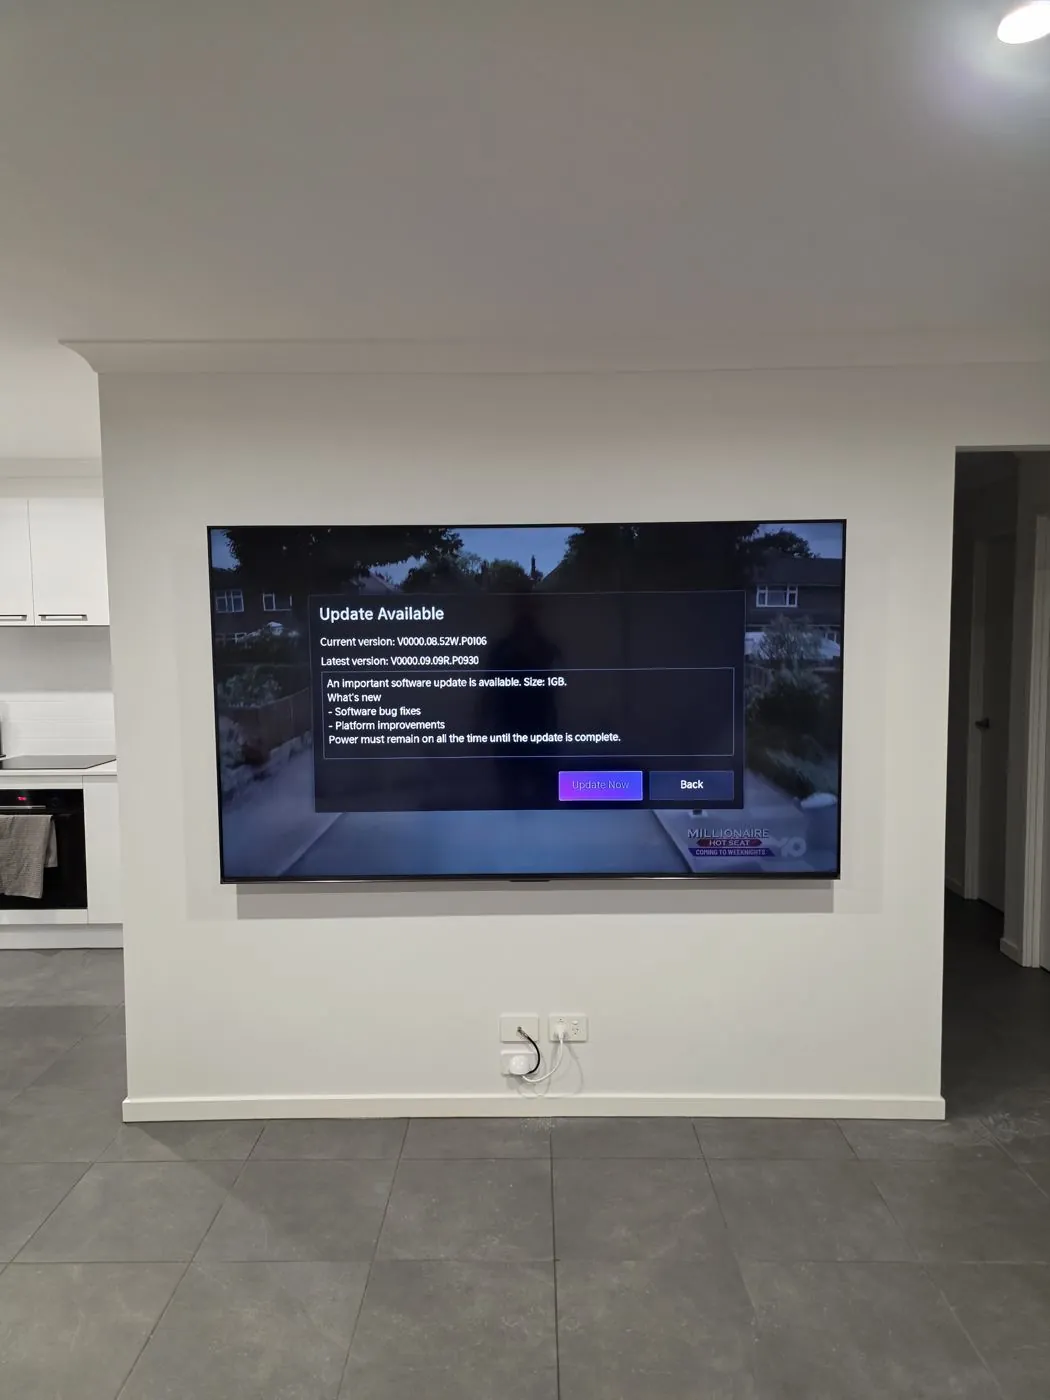 Update Available
Current version: V0000.08.52W.P0106
Latest version: V0000.09.09R.P0930
An important software update is available. Size: 1GB.
What's new
- Software bug fixes
- Platform improvements
Power must remain on all the time until the update is complete.
Update Now
Back
MILLIONAIRE
HOT SEAT
COMING TO WEEKNIGHTS
10